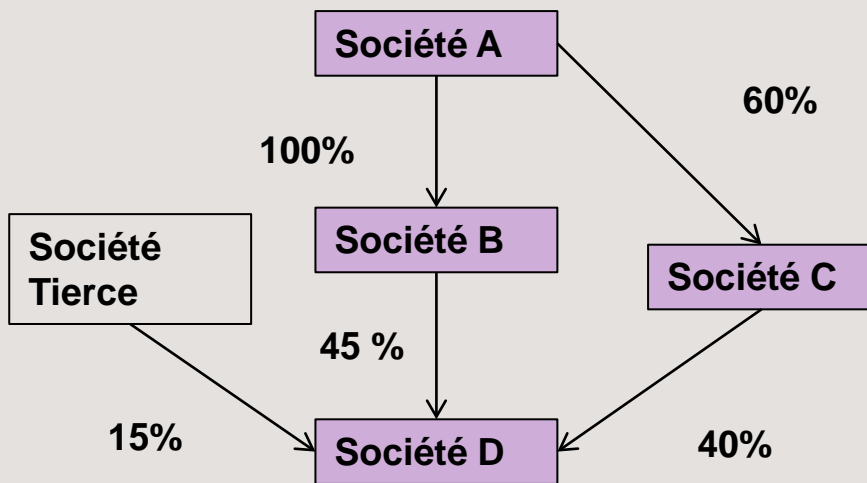 Société A
60%
100%
Société
Tierce
Société B
Société C
45 %
15%
Société D
40%